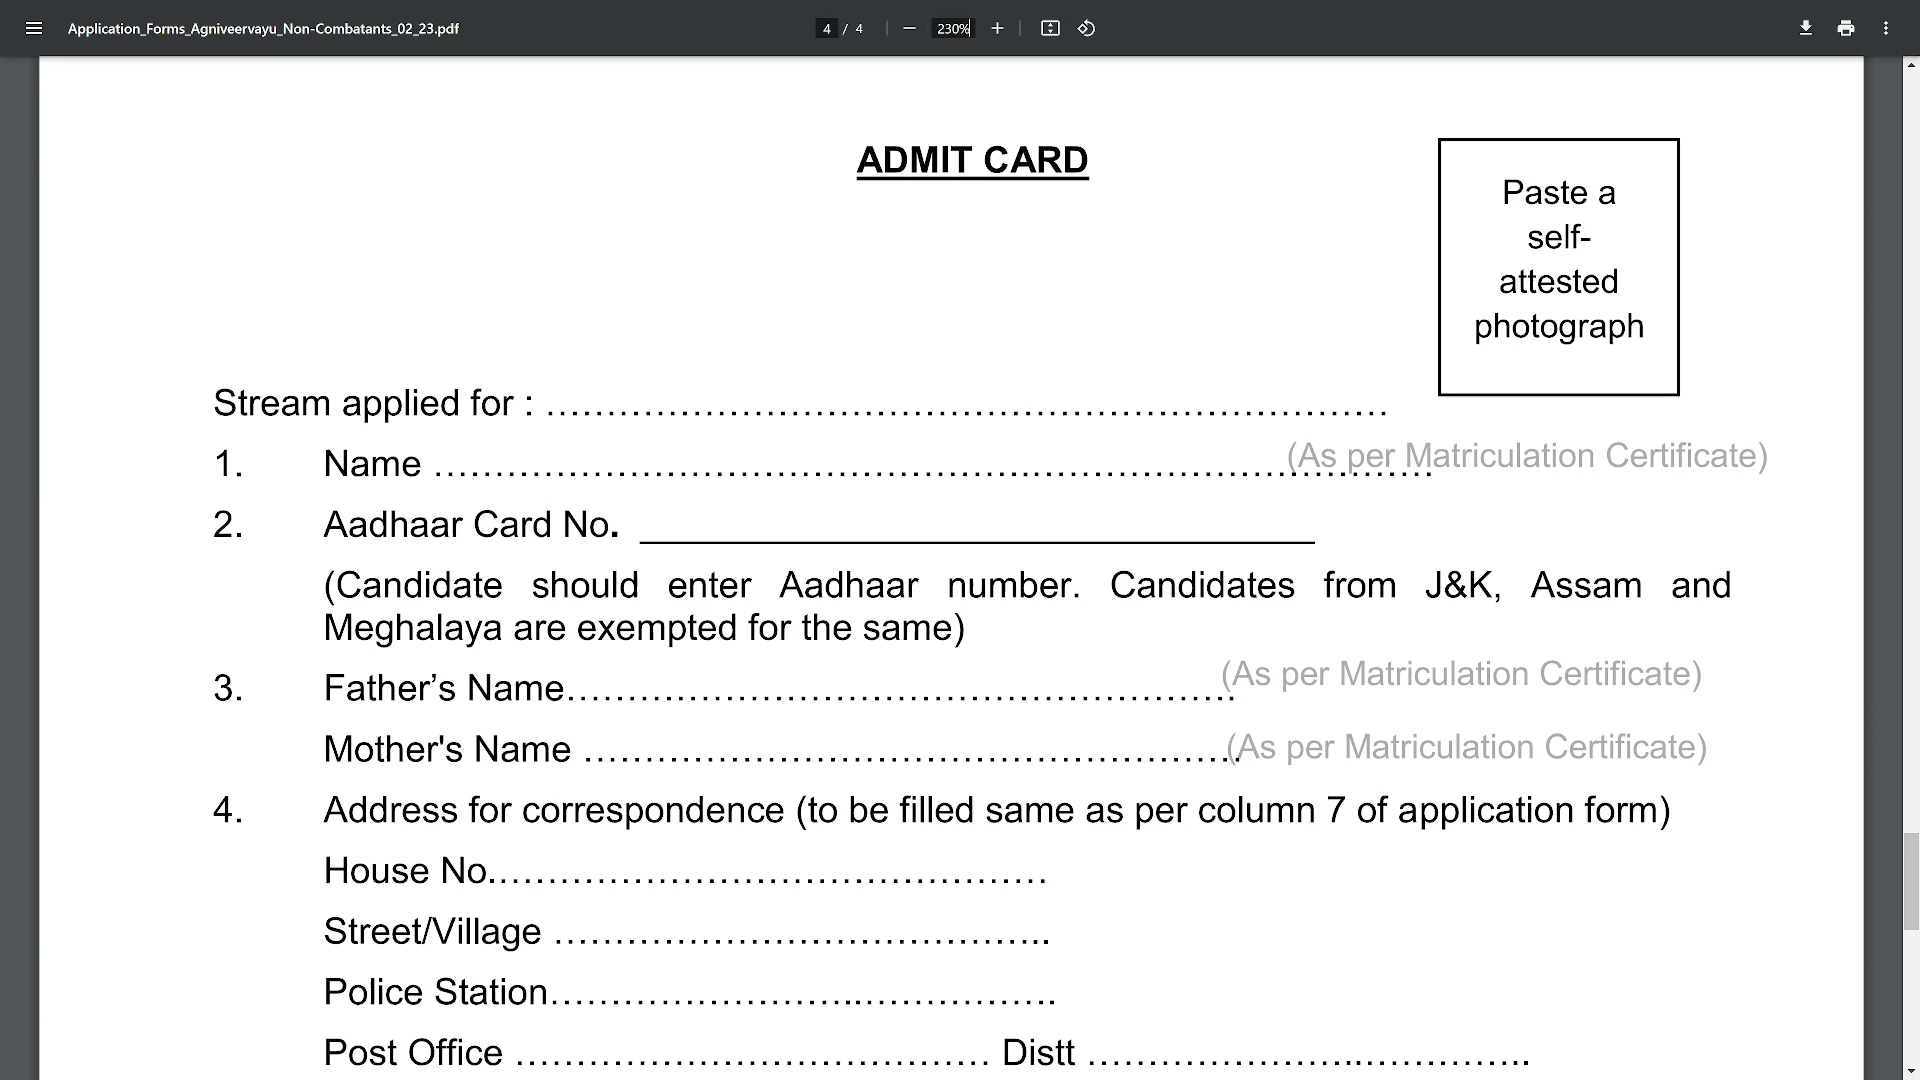 Application_Forms_Agniveervayu_Non-Combatants_02_23.pdf
4 / 4
230%
ADMIT CARD
Paste a
self-
attested
photograph
Stream applied for : ……………………………………………………………
1. Name ………………………………………………………………………… (As per Matriculation Certificate)
2. Aadhaar Card No. ___________________________________
(Candidate should enter Aadhaar number. Candidates from J&K, Assam and
Meghalaya are exempted for the same)
3. Father’s Name………………………………………………. (As per Matriculation Certificate)
Mother's Name ……………………………………………… (As per Matriculation Certificate)
4. Address for correspondence (to be filled same as per column 7 of application form)
House No.………………………………………
Street/Village …………………………………..
Police Station……………………..…………….
Post Office ………………………………… Distt …………………..…………..